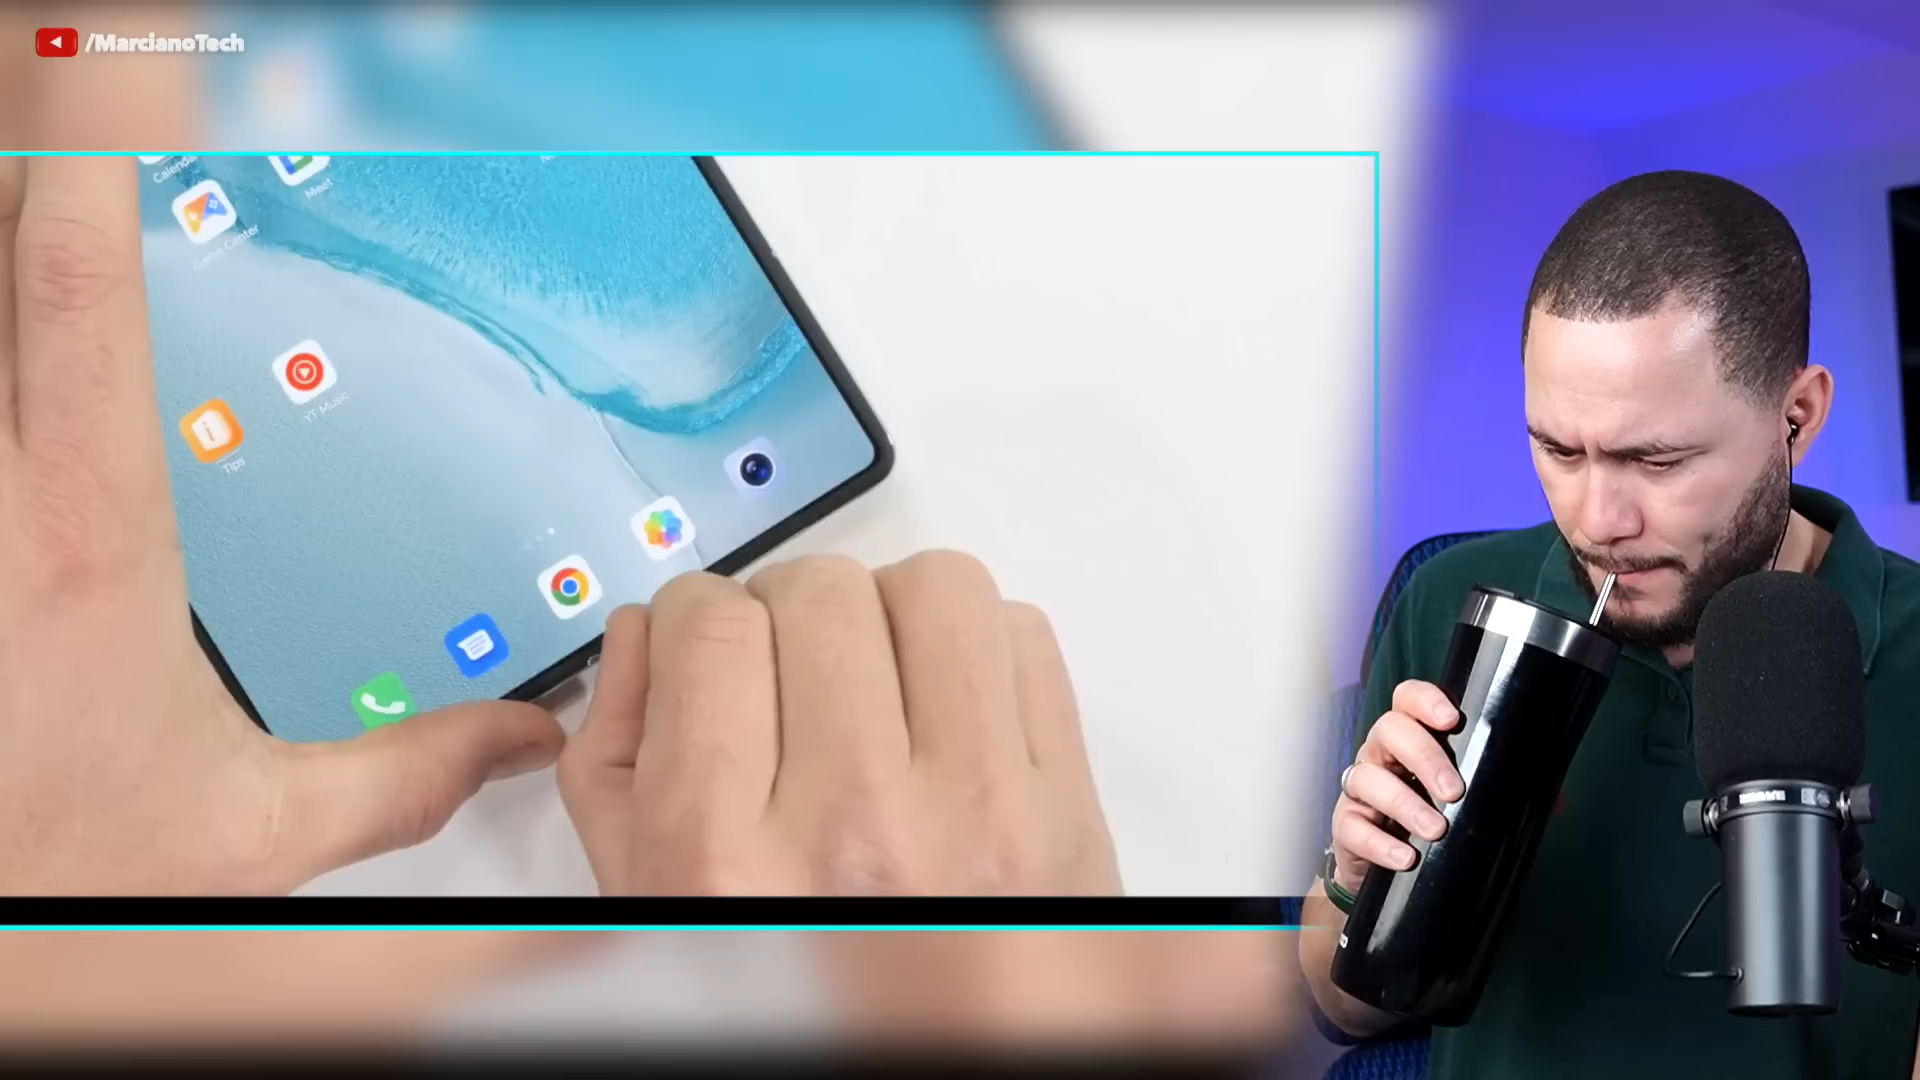 /MarcianoTech
Calendar
Meet
Game Center
YT Music
Tips